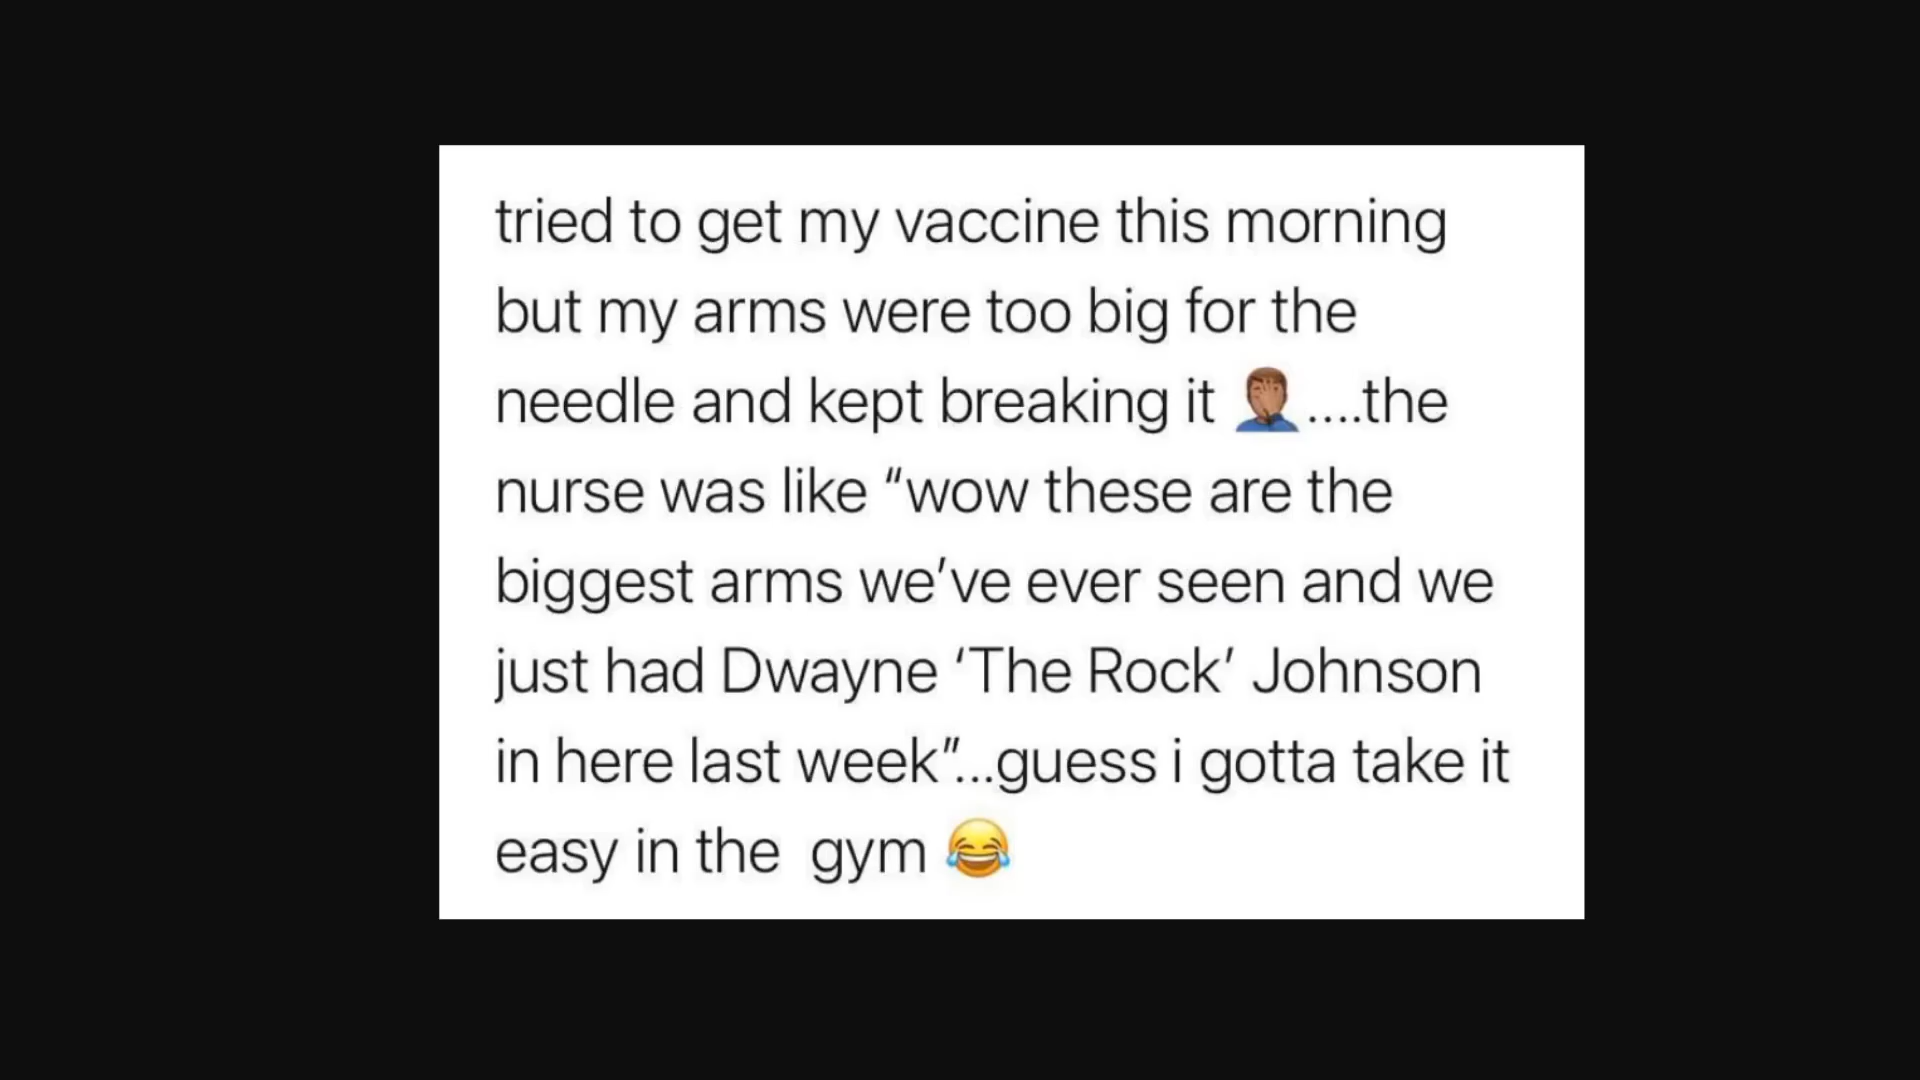 tried to get my vaccine this morning
but my arms were too big for the
needle and kept breaking it 🤦🏽‍♂️....the
nurse was like “wow these are the
biggest arms we’ve ever seen and we
just had Dwayne ‘The Rock’ Johnson
in here last week”...guess i gotta take it
easy in the  gym 😂